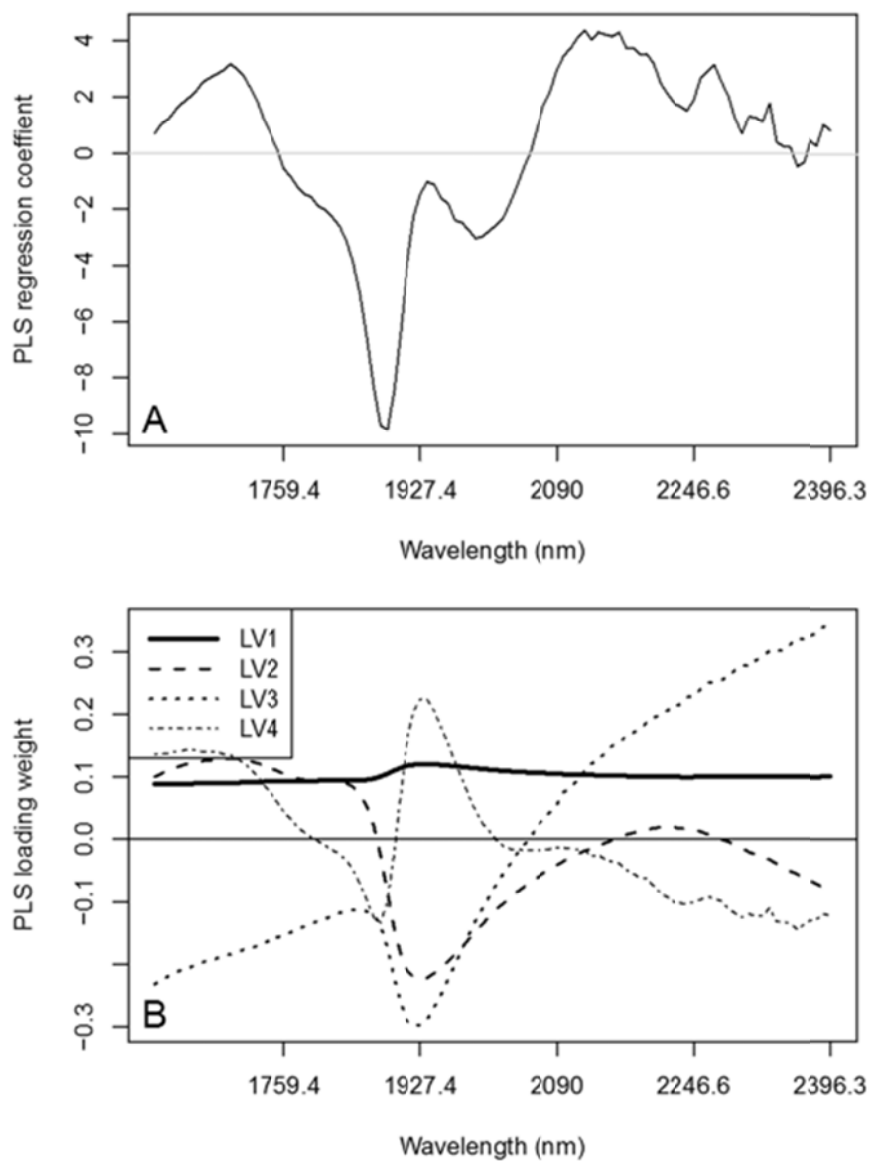 PLS regression coeffient
4
2
0
−2
−4
−6
−8
−10
A
1759.4 1927.4 2090 2246.6 2396.3
Wavelength (nm)
PLS loading weight
0.3
0.2
0.1
0.0
−0.1
−0.3
LV1
LV2
LV3
LV4
B
1759.4 1927.4 2090 2246.6 2396.3
Wavelength (nm)